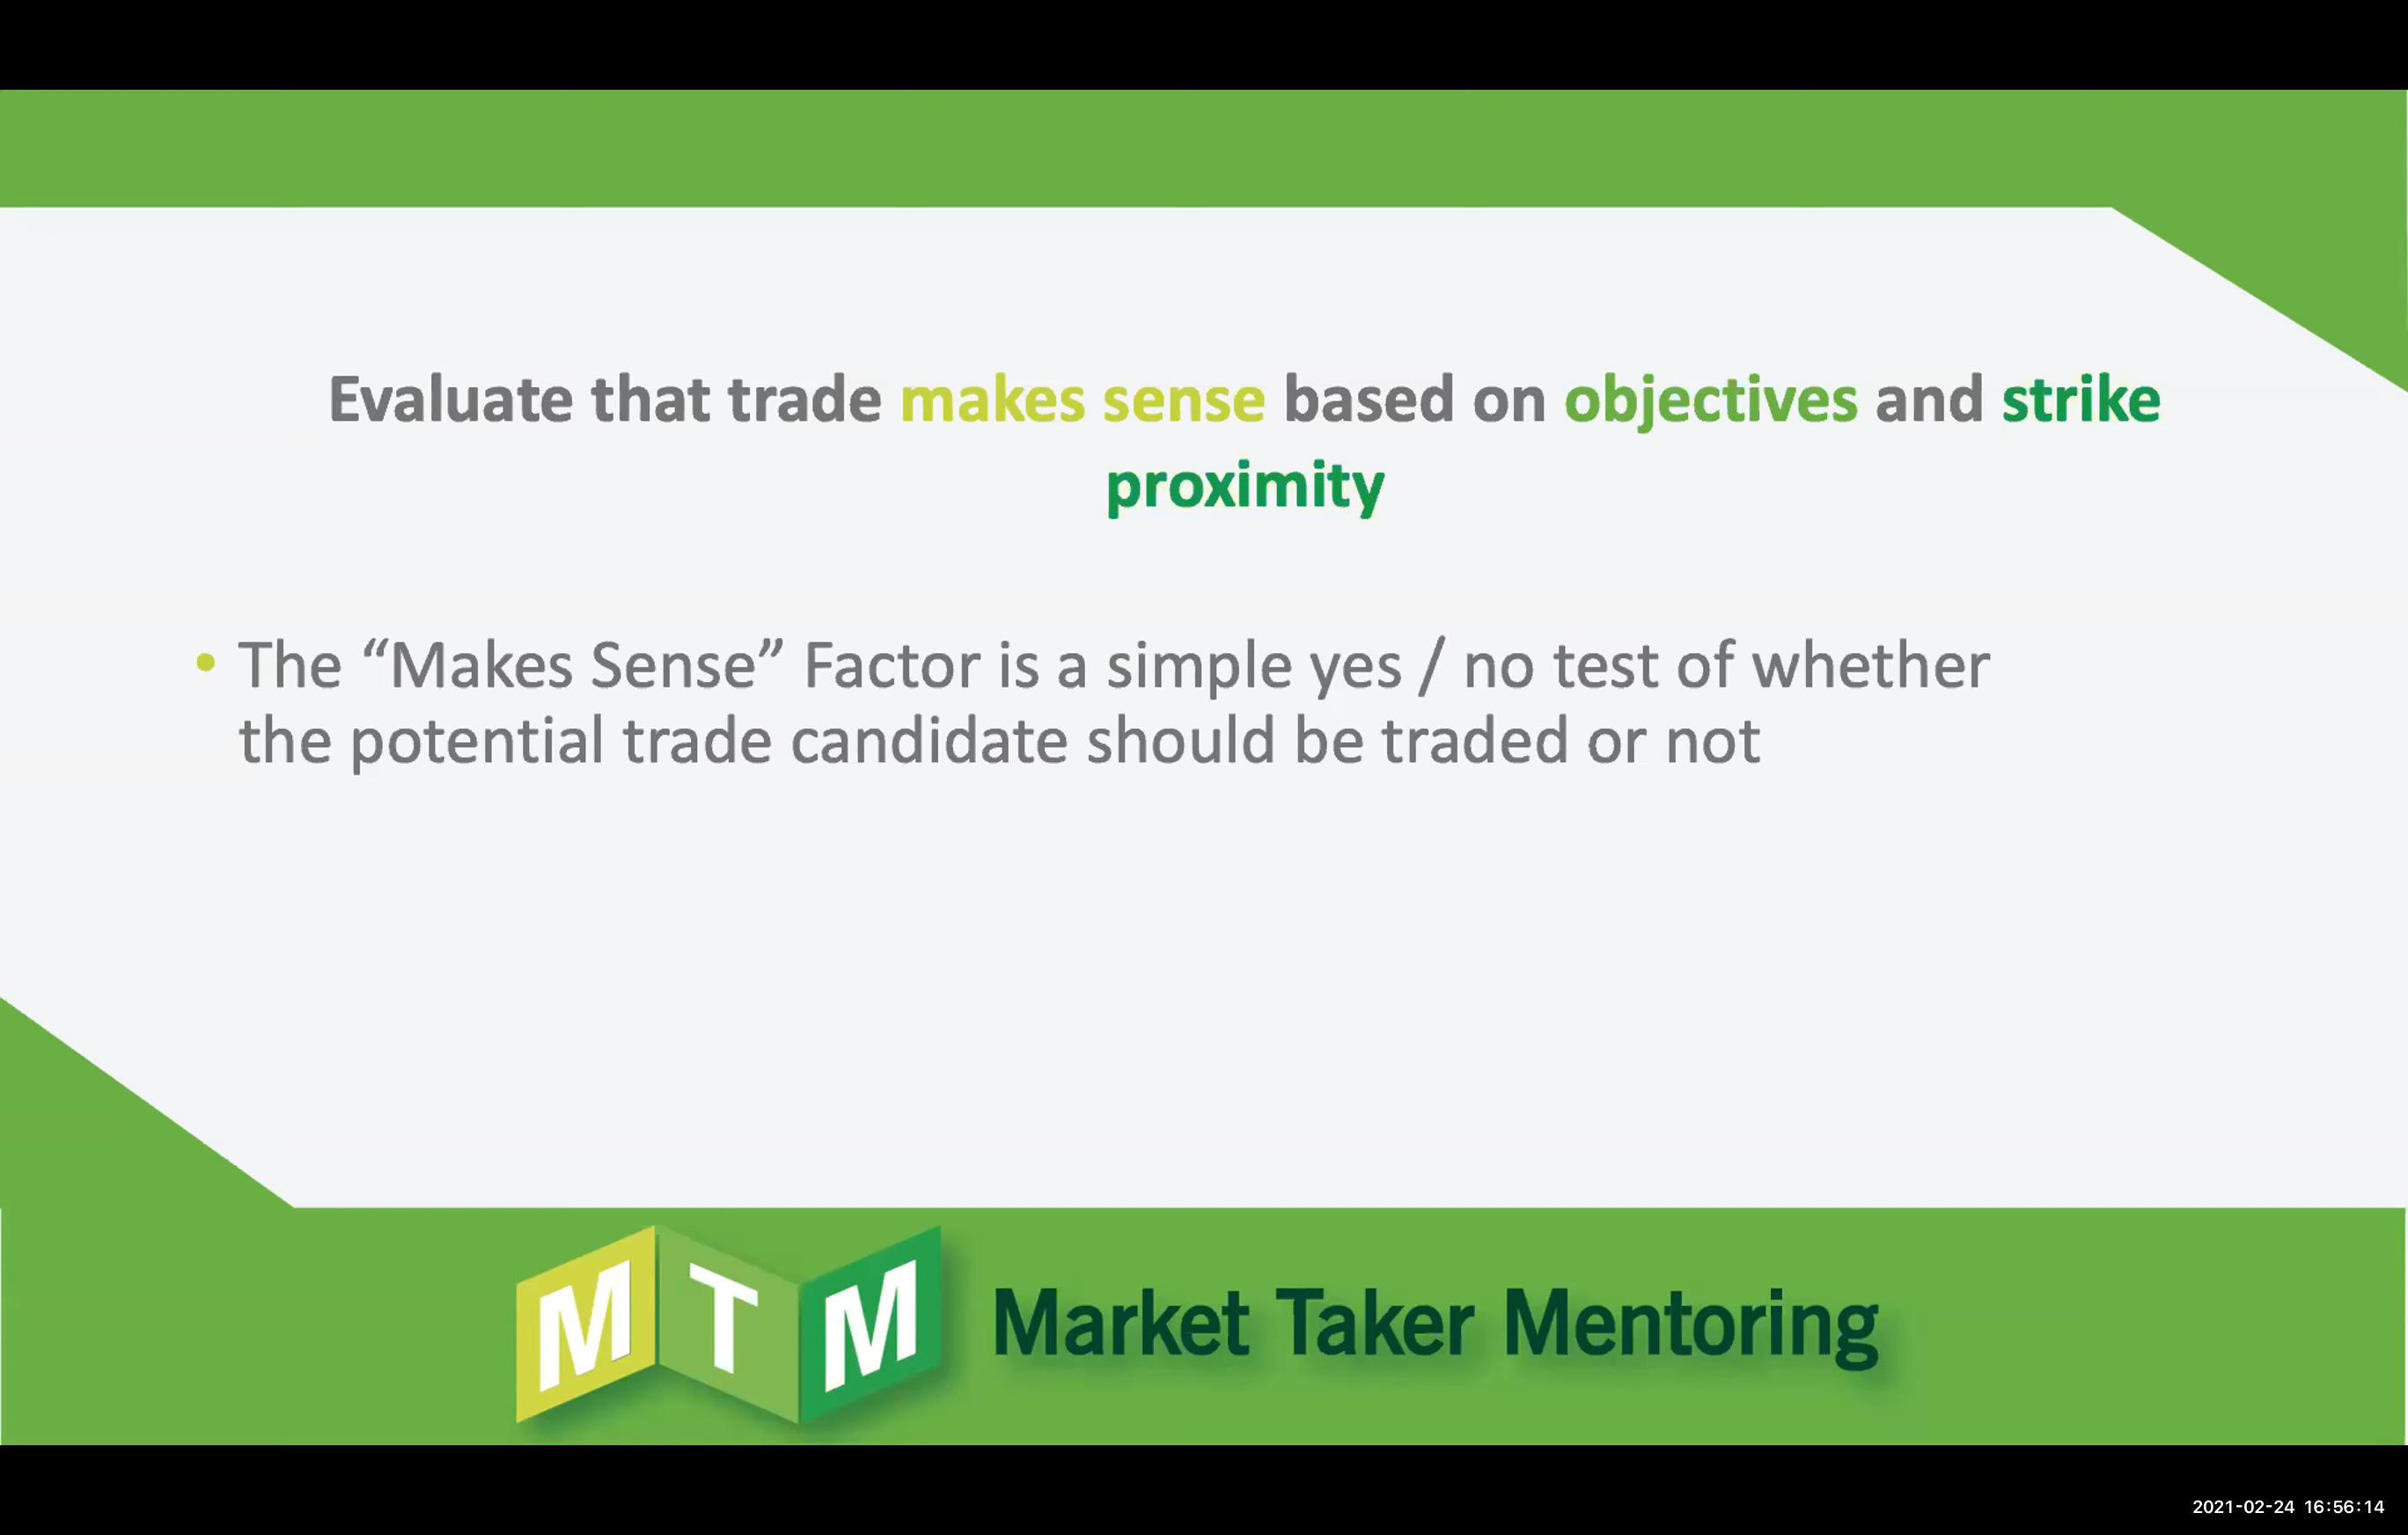 Evaluate that trade makes sense based on objectives and strike
proximity
• The “Makes Sense” Factor is a simple yes / no test of whether
the potential trade candidate should be traded or not
MTM Market Taker Mentoring
2021-02-24 16:56:14